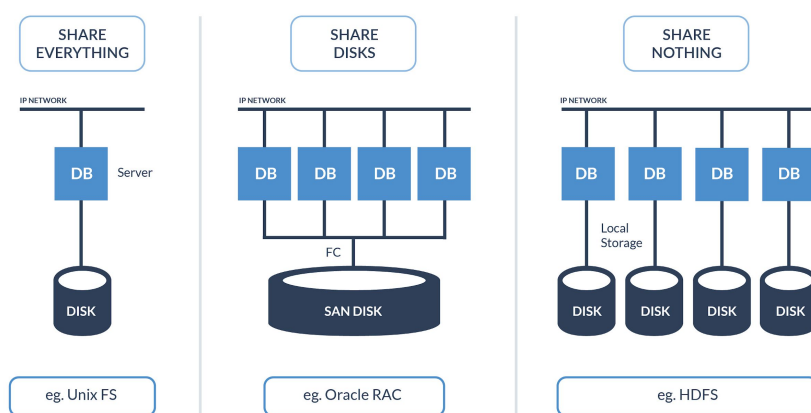 SHARE
EVERYTHING
IP NETWORK
DB
Server
DISK
eg. Unix FS
SHARE
DISKS
IP NETWORK
DB DB DB DB
FC
SAN DISK
eg. Oracle RAC
SHARE
NOTHING
IP NETWORK
DB DB DB DB
Local
Storage
DISK DISK DISK DISK
eg. HDFS